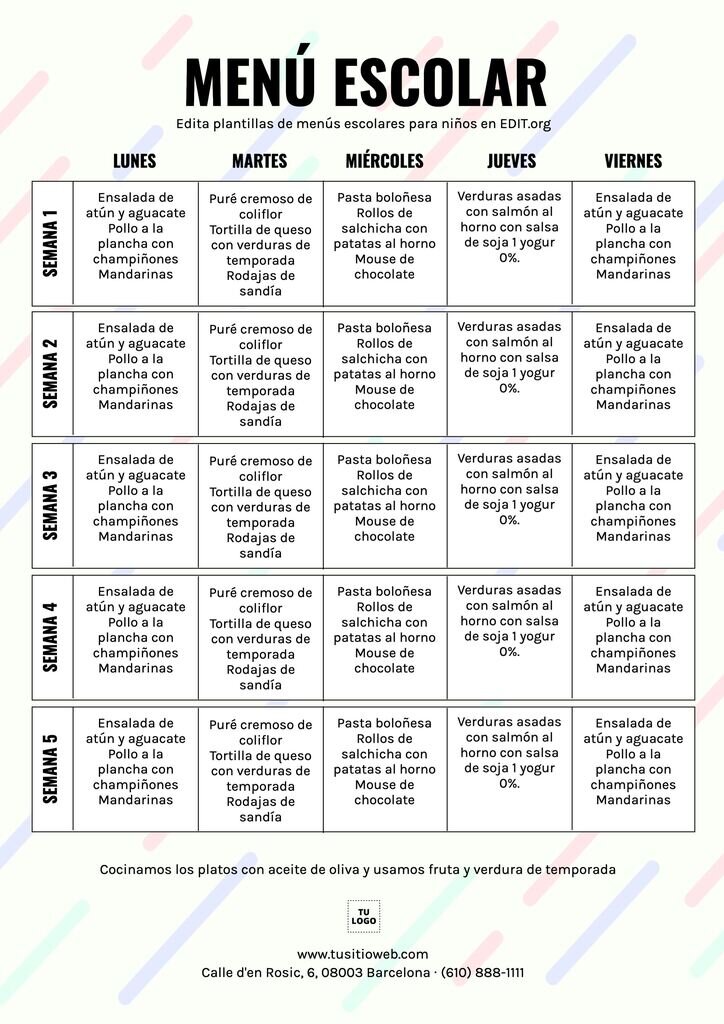 MENÚ ESCOLAR
Edita plantillas de menús escolares para niños en EDIT.org
LUNES
MARTES
MIÉRCOLES
JUEVES
VIERNES
SEMANA 1
Ensalada de
atún y aguacate
Pollo a la
plancha con
champiñones
Mandarinas
Puré cremoso de
coliflor
Tortilla de queso
con verduras de
temporada
Rodajas de
sandía
Pasta boloñesa
Rollos de
salchicha con
patatas al horno
Mouse de
chocolate
Verduras asadas
con salmón al
horno con salsa
de soja 1 yogur
0%.
Ensalada de
atún y aguacate
Pollo a la
plancha con
champiñones
Mandarinas
SEMANA 2
Ensalada de
atún y aguacate
Pollo a la
plancha con
champiñones
Mandarinas
Puré cremoso de
coliflor
Tortilla de queso
con verduras de
temporada
Rodajas de
sandía
Pasta boloñesa
Rollos de
salchicha con
patatas al horno
Mouse de
chocolate
Verduras asadas
con salmón al
horno con salsa
de soja 1 yogur
0%.
Ensalada de
atún y aguacate
Pollo a la
plancha con
champiñones
Mandarinas
SEMANA 3
Ensalada de
atún y aguacate
Pollo a la
plancha con
champiñones
Mandarinas
Puré cremoso de
coliflor
Tortilla de queso
con verduras de
temporada
Rodajas de
sandía
Pasta boloñesa
Rollos de
salchicha con
patatas al horno
Mouse de
chocolate
Verduras asadas
con salmón al
horno con salsa
de soja 1 yogur
0%.
Ensalada de
atún y aguacate
Pollo a la
plancha con
champiñones
Mandarinas
SEMANA 4
Ensalada de
atún y aguacate
Pollo a la
plancha con
champiñones
Mandarinas
Puré cremoso de
coliflor
Tortilla de queso
con verduras de
temporada
Rodajas de
sandía
Pasta boloñesa
Rollos de
salchicha con
patatas al horno
Mouse de
chocolate
Verduras asadas
con salmón al
horno con salsa
de soja 1 yogur
0%.
Ensalada de
atún y aguacate
Pollo a la
plancha con
champiñones
Mandarinas
SEMANA 5
Ensalada de
atún y aguacate
Pollo a la
plancha con
champiñones
Mandarinas
Puré cremoso de
coliflor
Tortilla de queso
con verduras de
temporada
Rodajas de
sandía
Pasta boloñesa
Rollos de
salchicha con
patatas al horno
Mouse de
chocolate
Verduras asadas
con salmón al
horno con salsa
de soja 1 yogur
0%.
Ensalada de
atún y aguacate
Pollo a la
plancha con
champiñones
Mandarinas
Cocinamos los platos con aceite de oliva y usamos fruta y verdura de temporada
TU
LOGO
www.tusitioweb.com
Calle d'en Rosic, 6, 08003 Barcelona · (610) 888-1111